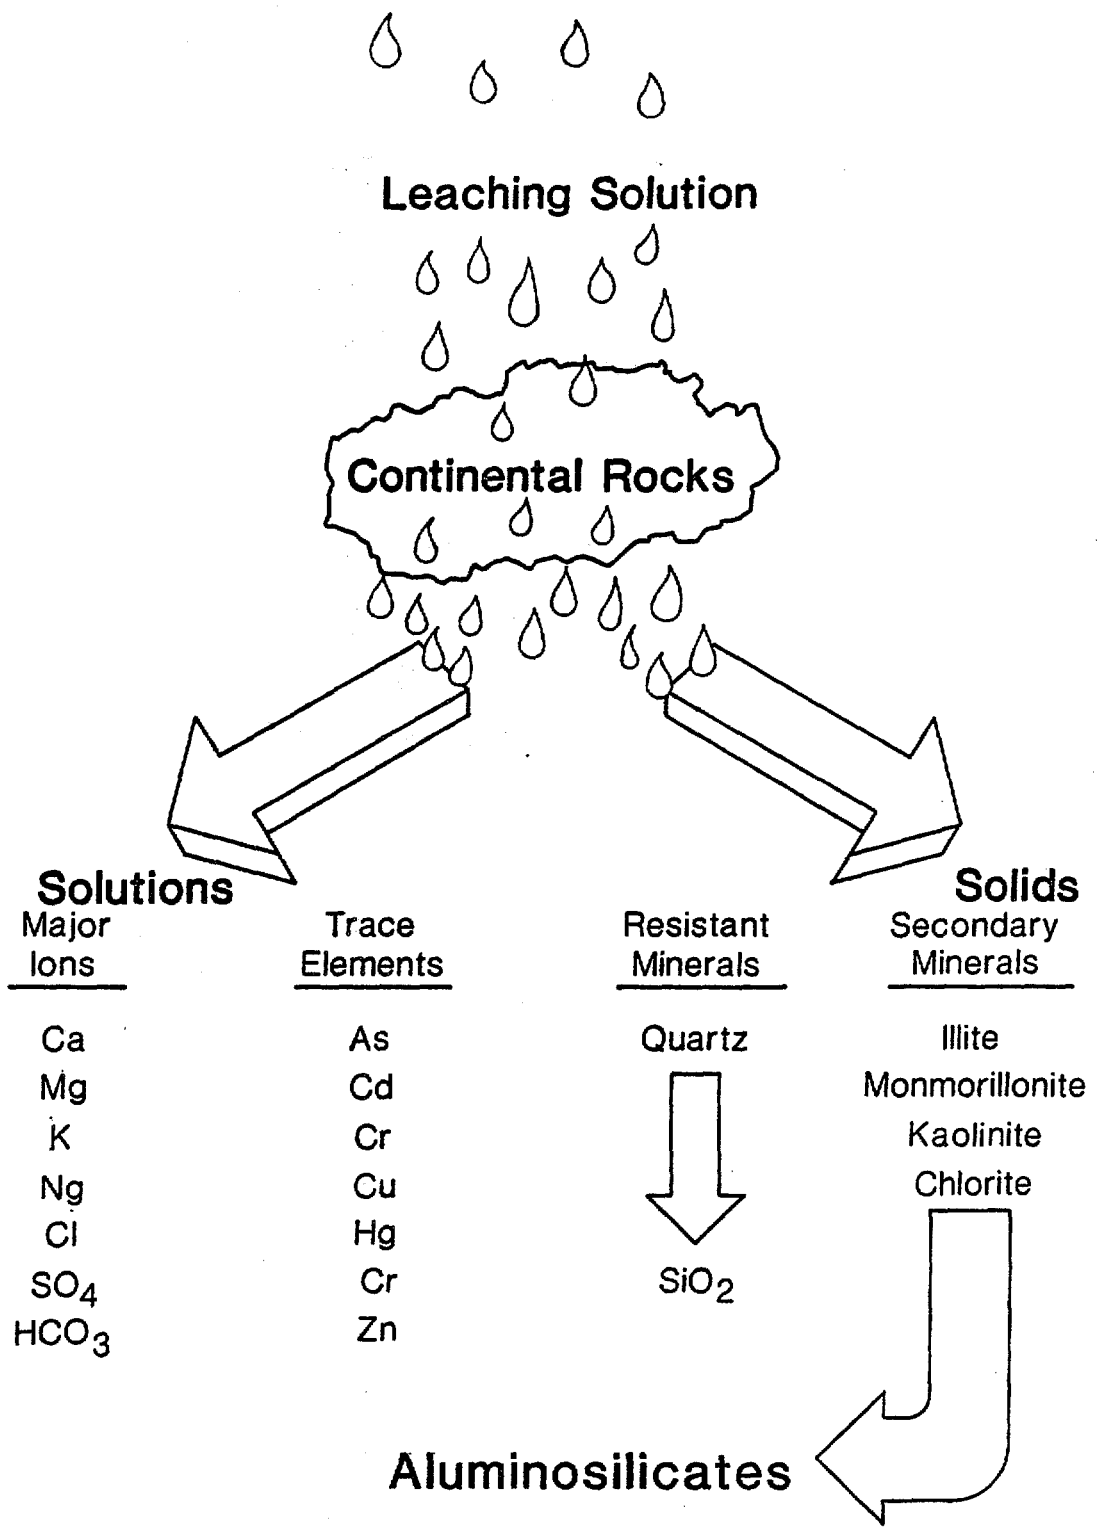 Leaching Solution
Continental Rocks
Solutions
Major
Ions
Ca
Mg
K
Ng
Cl
SO4
HCO3
Trace
Elements
As
Cd
Cr
Cu
Hg
Cr
Zn
Solids
Resistant
Minerals
Quartz
SiO2
Secondary
Minerals
Illite
Monmorillonite
Kaolinite
Chlorite
Aluminosilicates